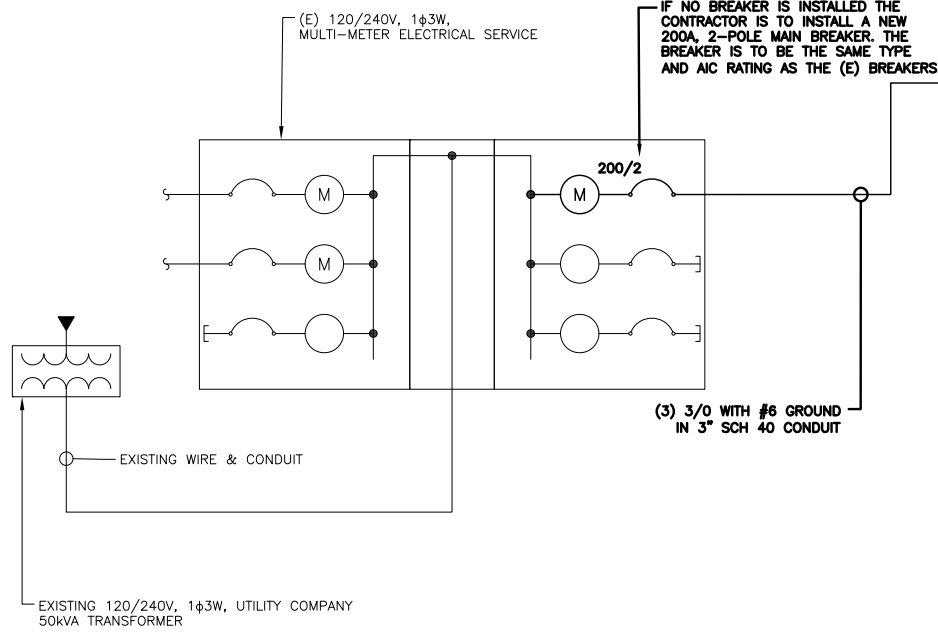 (E) 120/240V, 1ϕ3W,
MULTI-METER ELECTRICAL SERVICE
IF NO BREAKER IS INSTALLED THE
CONTRACTOR IS TO INSTALL A NEW
200A, 2-POLE MAIN BREAKER. THE
BREAKER IS TO BE THE SAME TYPE
AND AIC RATING AS THE (E) BREAKERS
200/2
M
M
M
(3) 3/0 WITH #6 GROUND
IN 3" SCH 40 CONDUIT
EXISTING WIRE & CONDUIT
EXISTING 120/240V, 1ϕ3W, UTILITY COMPANY
50kVA TRANSFORMER